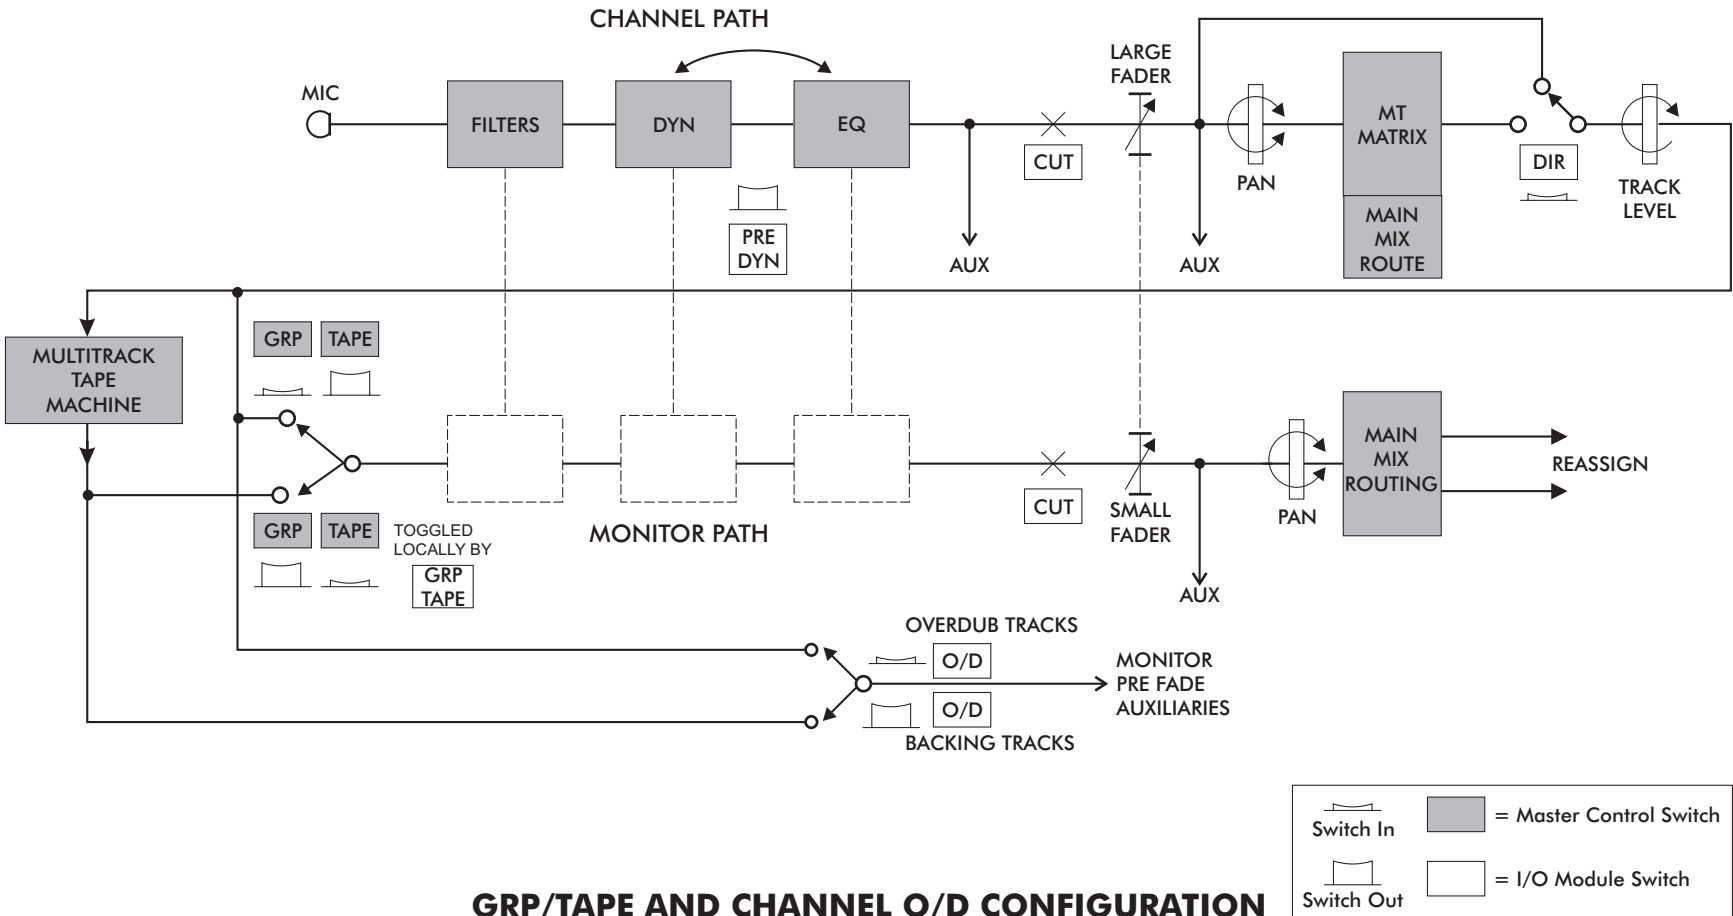 CHANNEL PATH
MIC
FILTERS
DYN
EQ
PRE
DYN
AUX
CUT
LARGE
FADER
AUX
PAN
MT
MATRIX
MAIN
MIX
ROUTE
DIR
TRACK
LEVEL
MULTITRACK
TAPE
MACHINE
GRP TAPE
GRP TAPE
TOGGLED
LOCALLY BY
GRP
TAPE
MONITOR PATH
CUT
SMALL
FADER
AUX
PAN
MAIN
MIX
ROUTING
REASSIGN
OVERDUB TRACKS
O/D
O/D
BACKING TRACKS
MONITOR
PRE FADE
AUXILIARIES
Switch In
= Master Control Switch
Switch Out
= I/O Module Switch
GRP/TAPE AND CHANNEL O/D CONFIGURATION